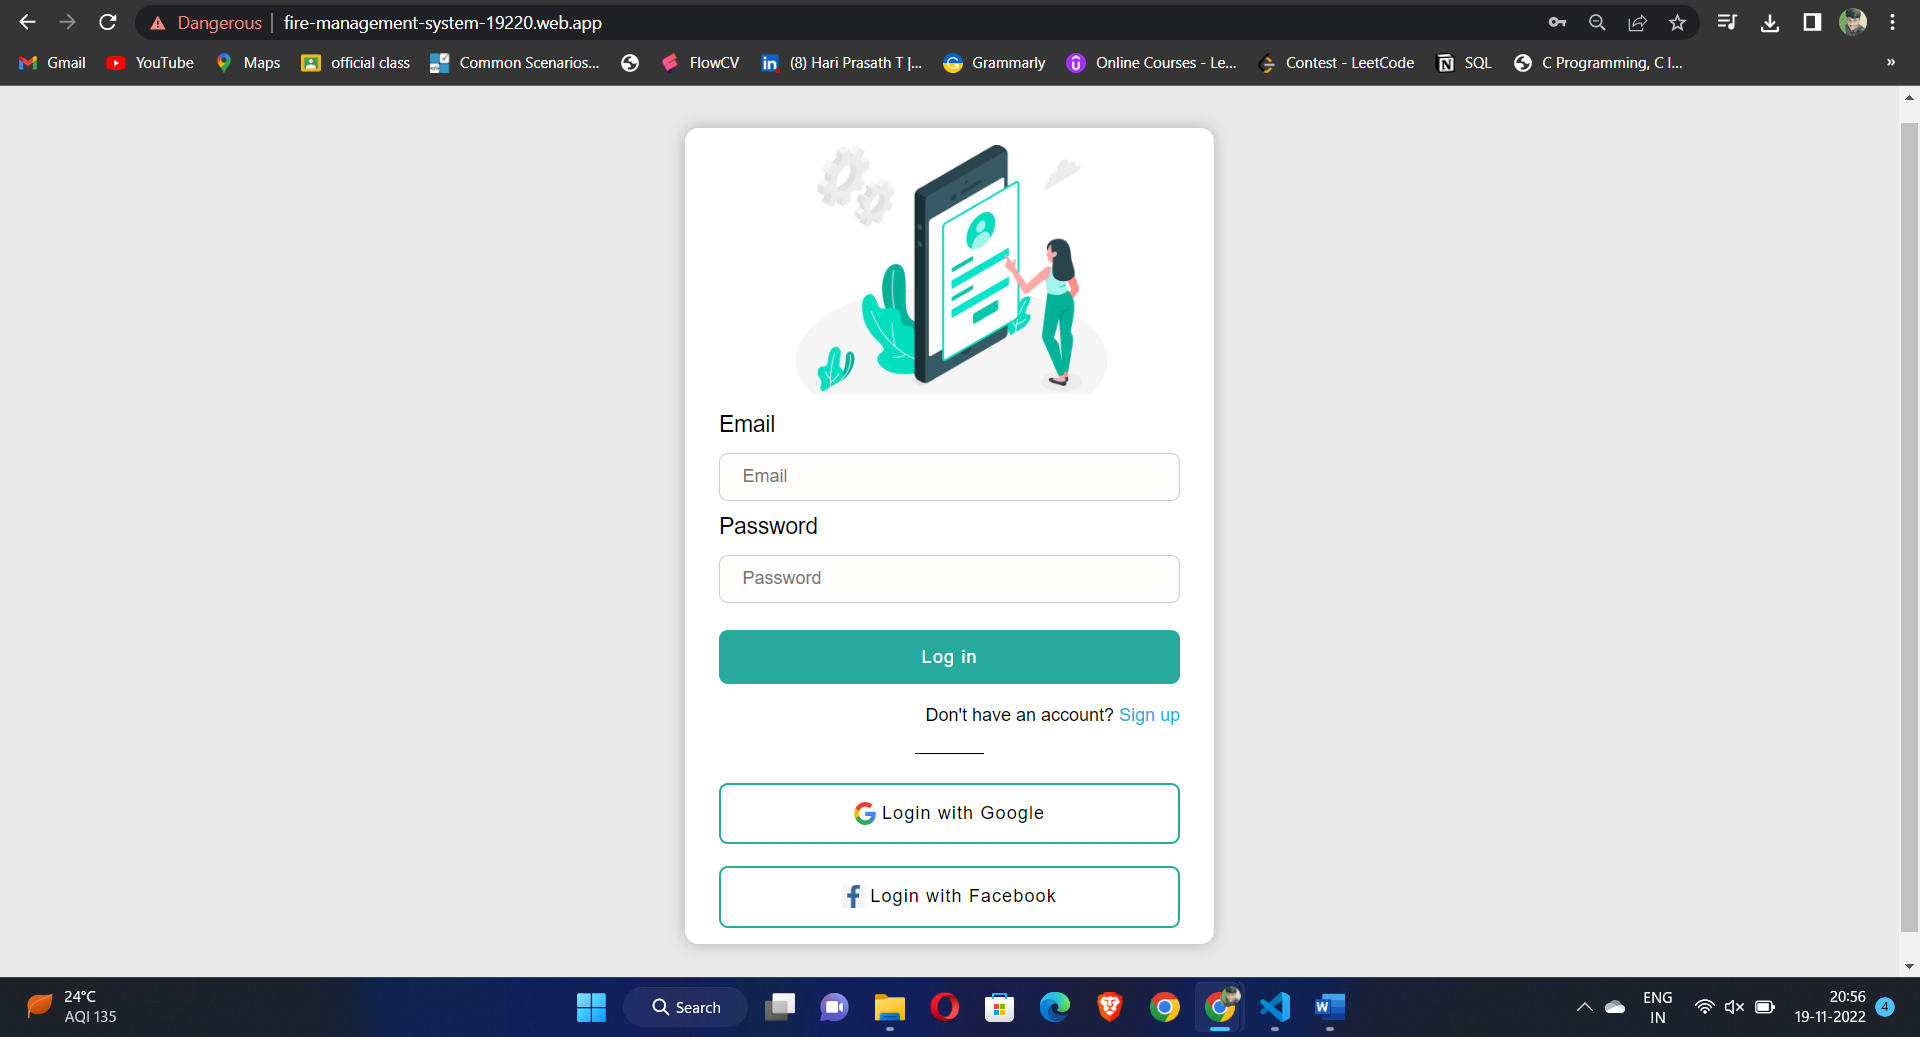 Dangerous fire-management-system-19220.web.app
Gmail YouTube Maps official class Common Scenarios... FlowCV (8) Hari Prasath T |... Grammarly Online Courses - Le... Contest - LeetCode SQL C Programming, C l... »
Email
Email
Password
Password
Log in
Don't have an account? Sign up
Login with Google
Login with Facebook
24°C
AQI 135
Search
ENG
IN
20:56
19-11-2022
4